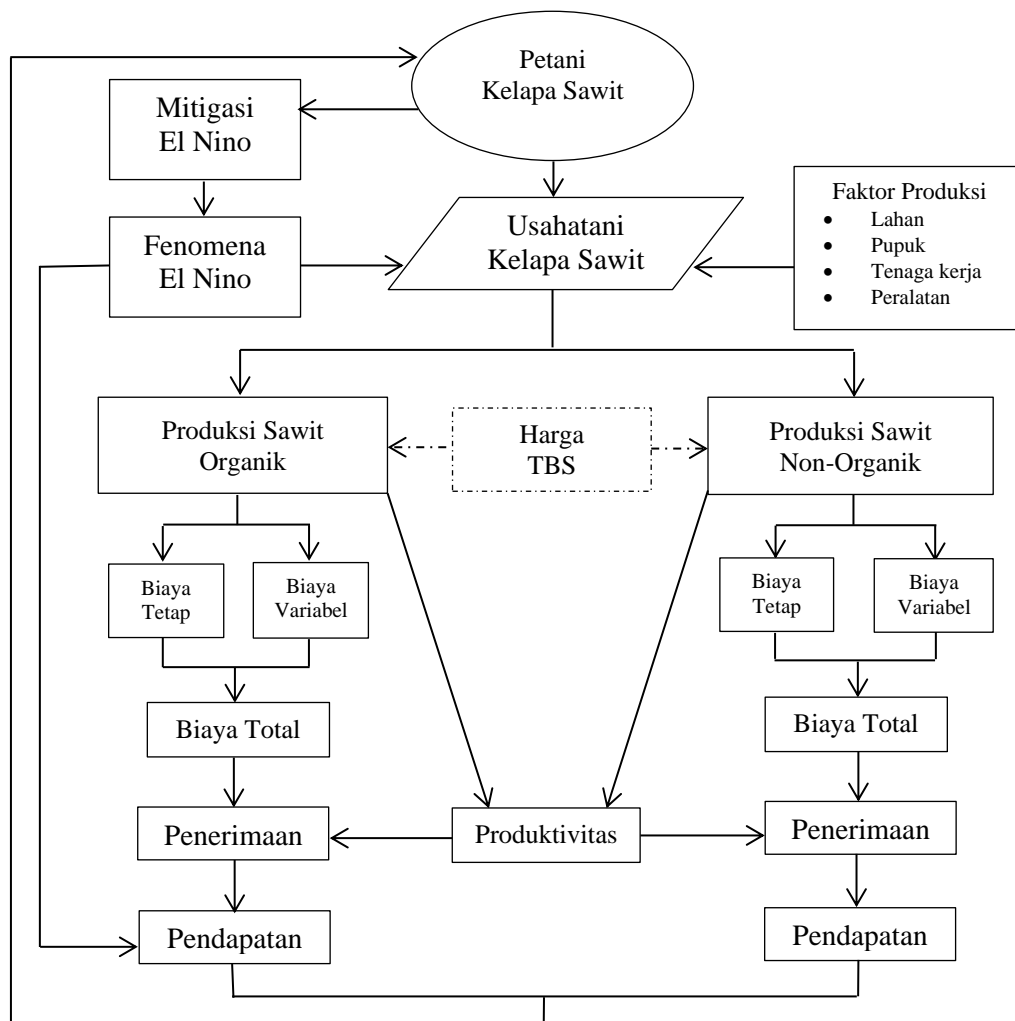 Petani
Kelapa Sawit
Mitigasi
El Nino
Faktor Produksi
• Lahan
• Pupuk
• Tenaga kerja
• Peralatan
Fenomena
El Nino
Usahatani
Kelapa Sawit
Produksi Sawit
Organik
Harga
TBS
Produksi Sawit
Non-Organik
Biaya
Tetap
Biaya
Variabel
Biaya
Tetap
Biaya
Variabel
Biaya Total
Biaya Total
Penerimaan
Produktivitas
Penerimaan
Pendapatan
Pendapatan